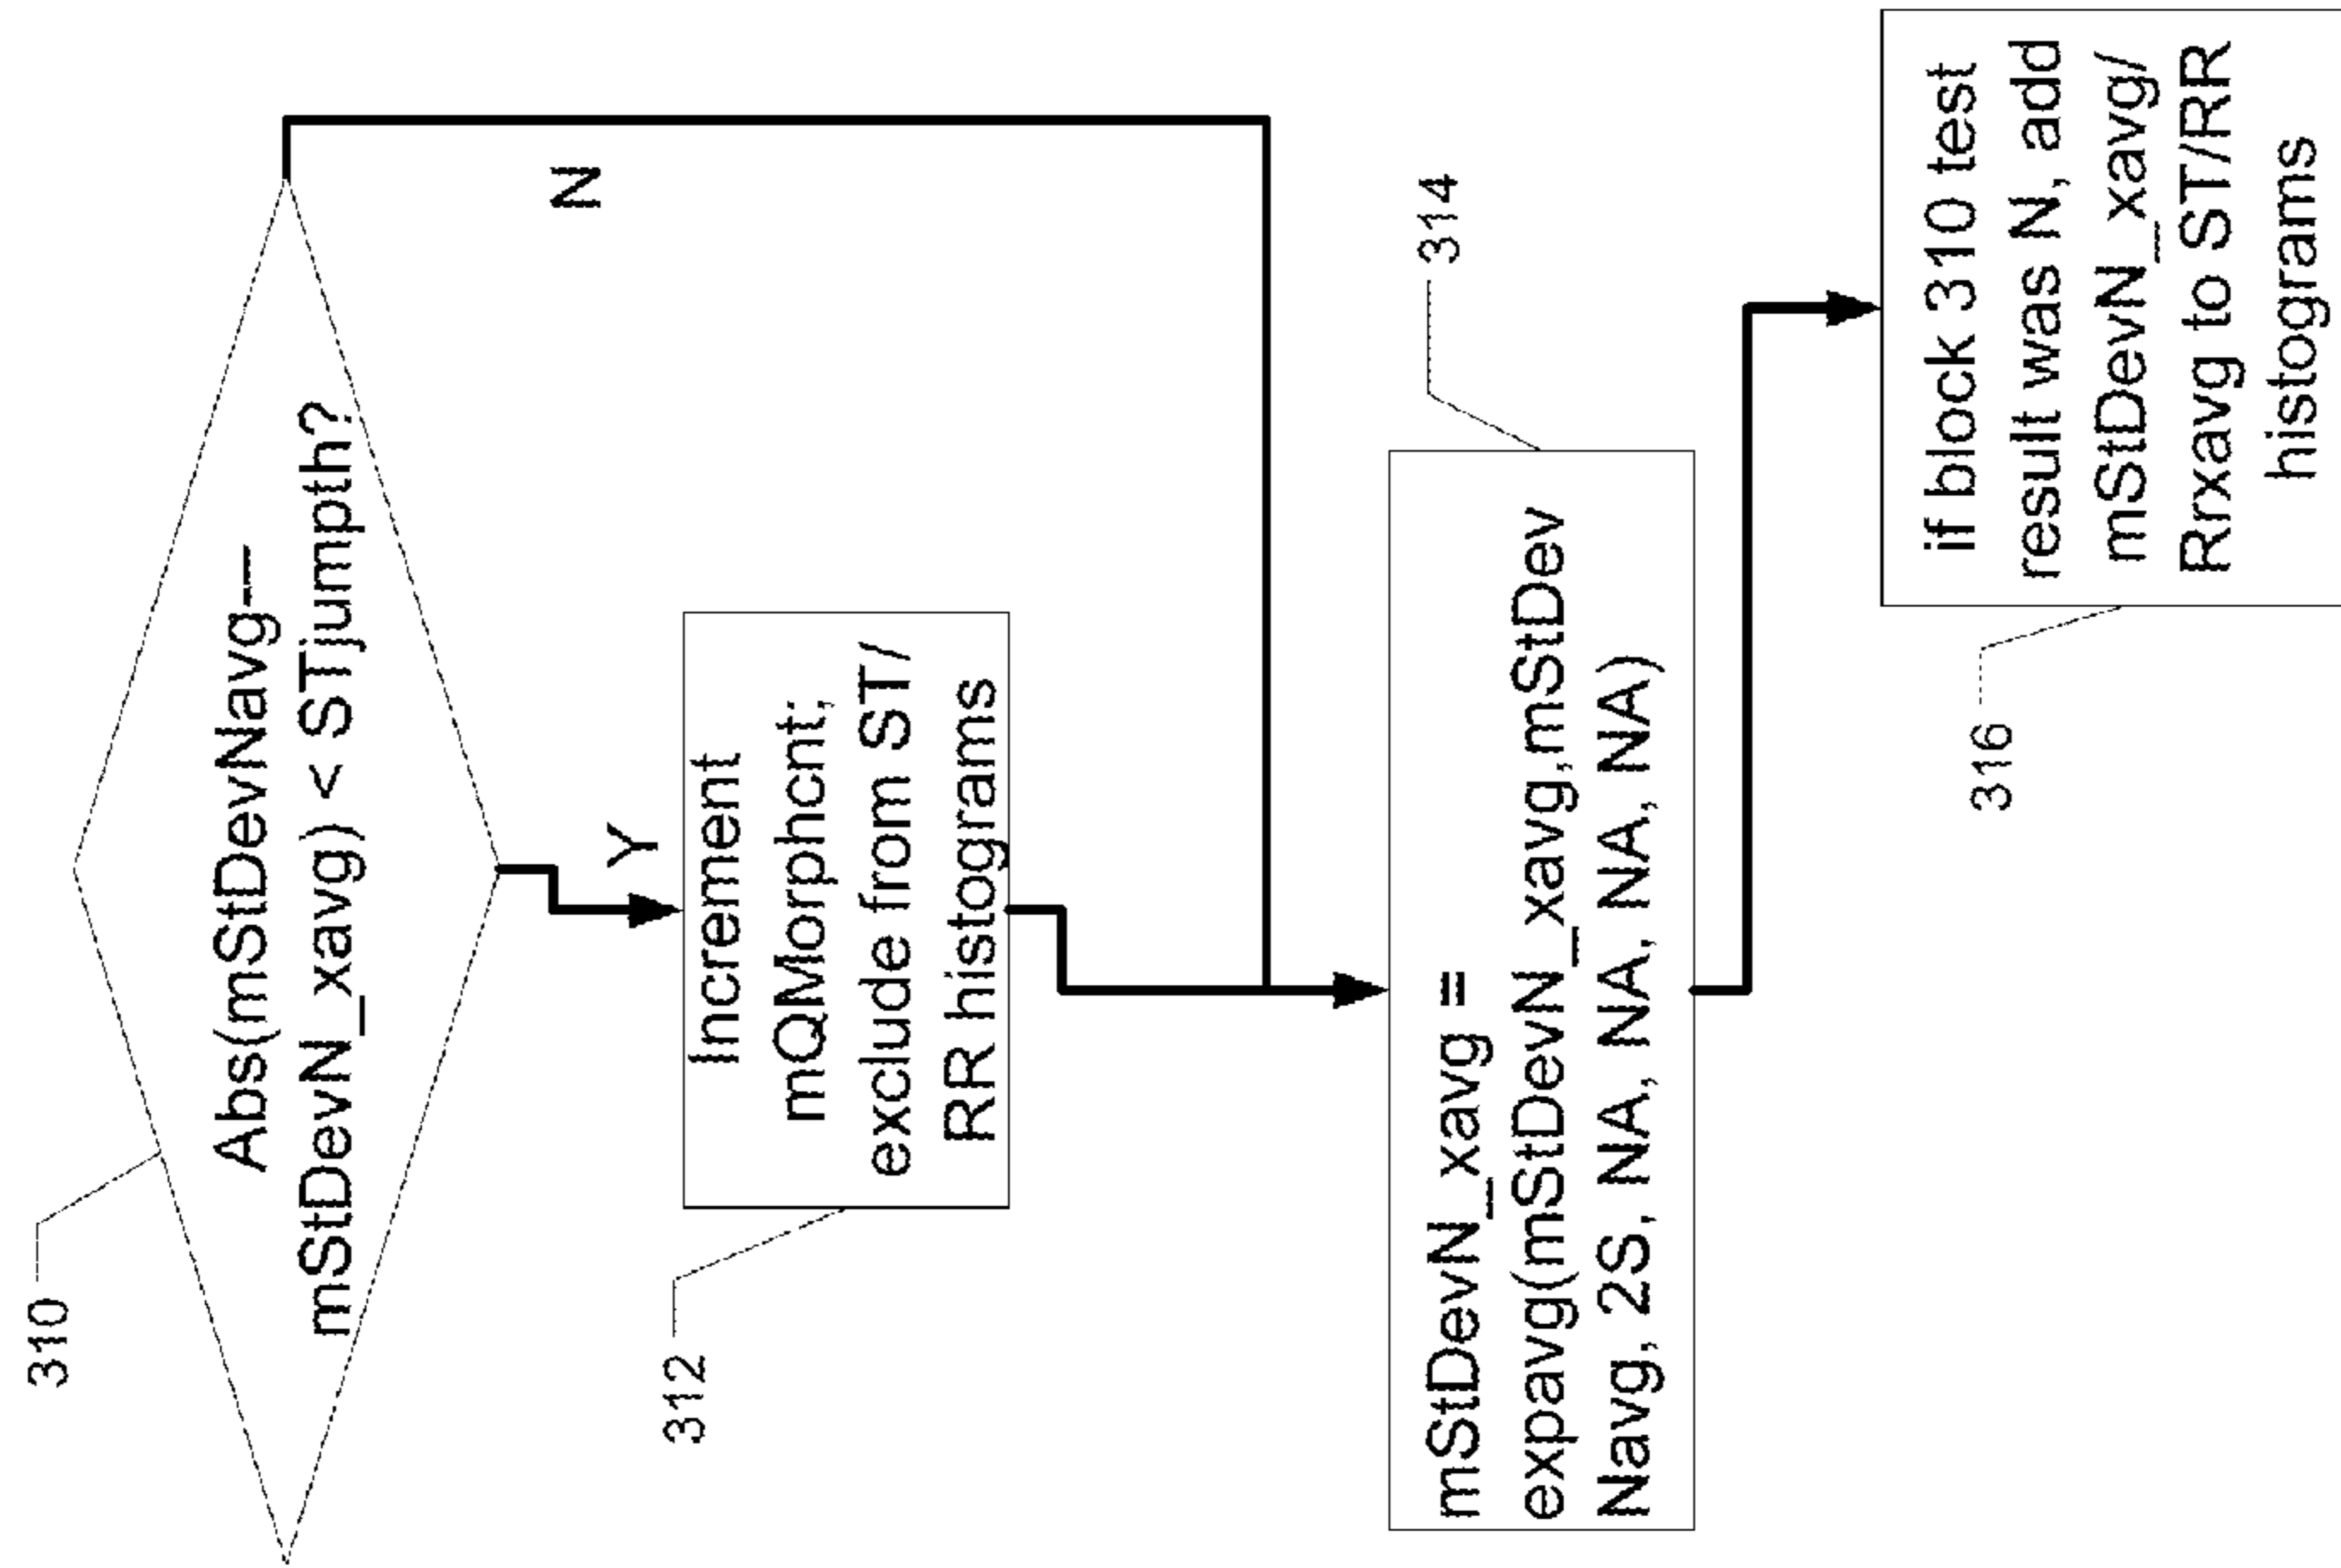 310
Abs(mStDevNavg--
mStDevN_xavg) < STjumpth?
N
Y
312
Increment
mQMorphcnt;
exclude from ST/
RR histograms
314
mStDevN_xavg =
expavg(mStDevN_xavg,mStDev
Navg, 2S, NA, NA, NA, NA)
316
if block 310 test
result was N, add
mStDevN_xavg/
Rrxavg to ST/RR
histograms